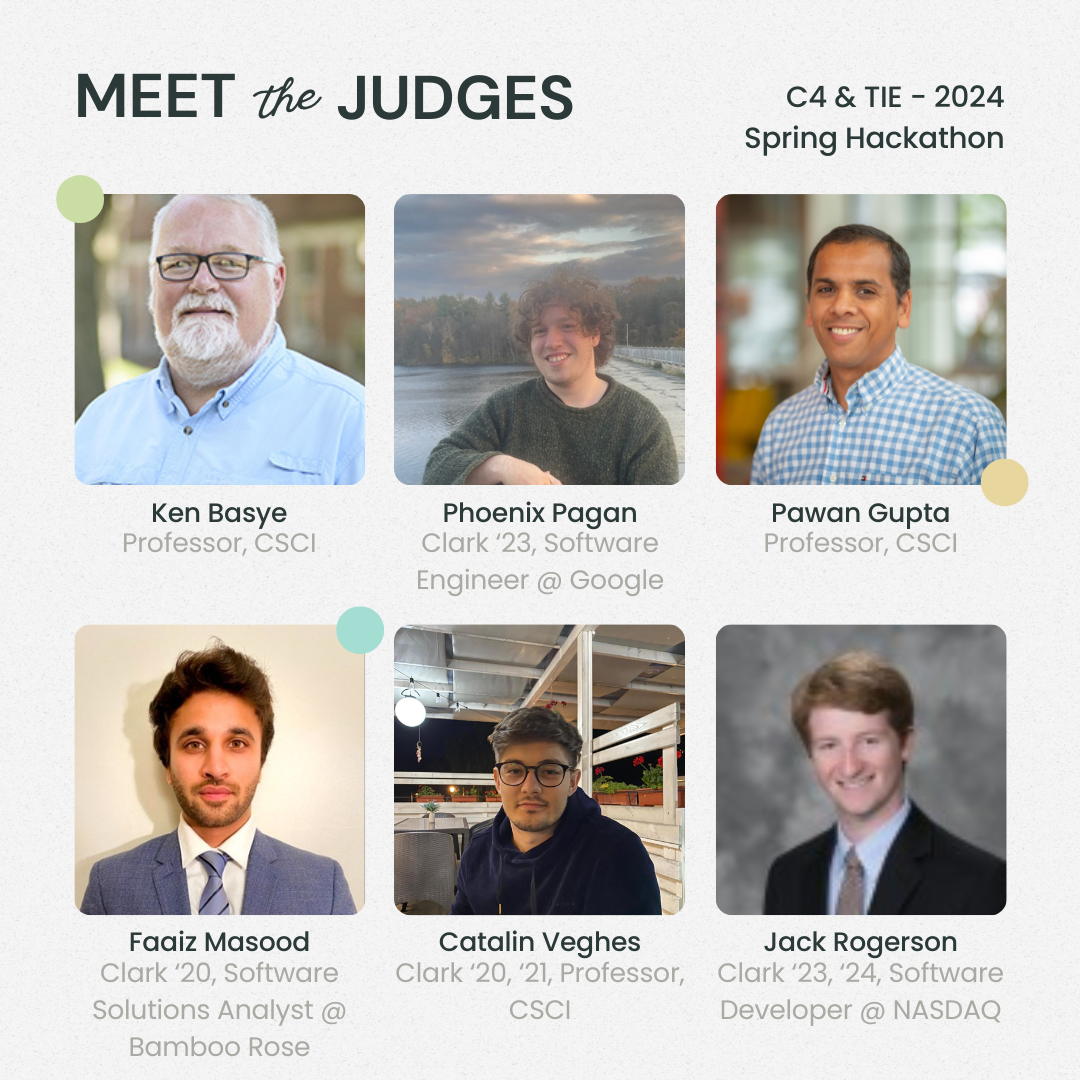 MEET the JUDGES
C4 & TIE - 2024
Spring Hackathon
Ken Basye
Professor, CSCI
Phoenix Pagan
Clark ‘23, Software
Engineer @ Google
Pawan Gupta
Professor, CSCI
Faaiz Masood
Clark ‘20, Software
Solutions Analyst @
Bamboo Rose
Catalin Veghes
Clark ‘20, ‘21, Professor,
CSCI
Jack Rogerson
Clark ‘23, ‘24, Software
Developer @ NASDAQ